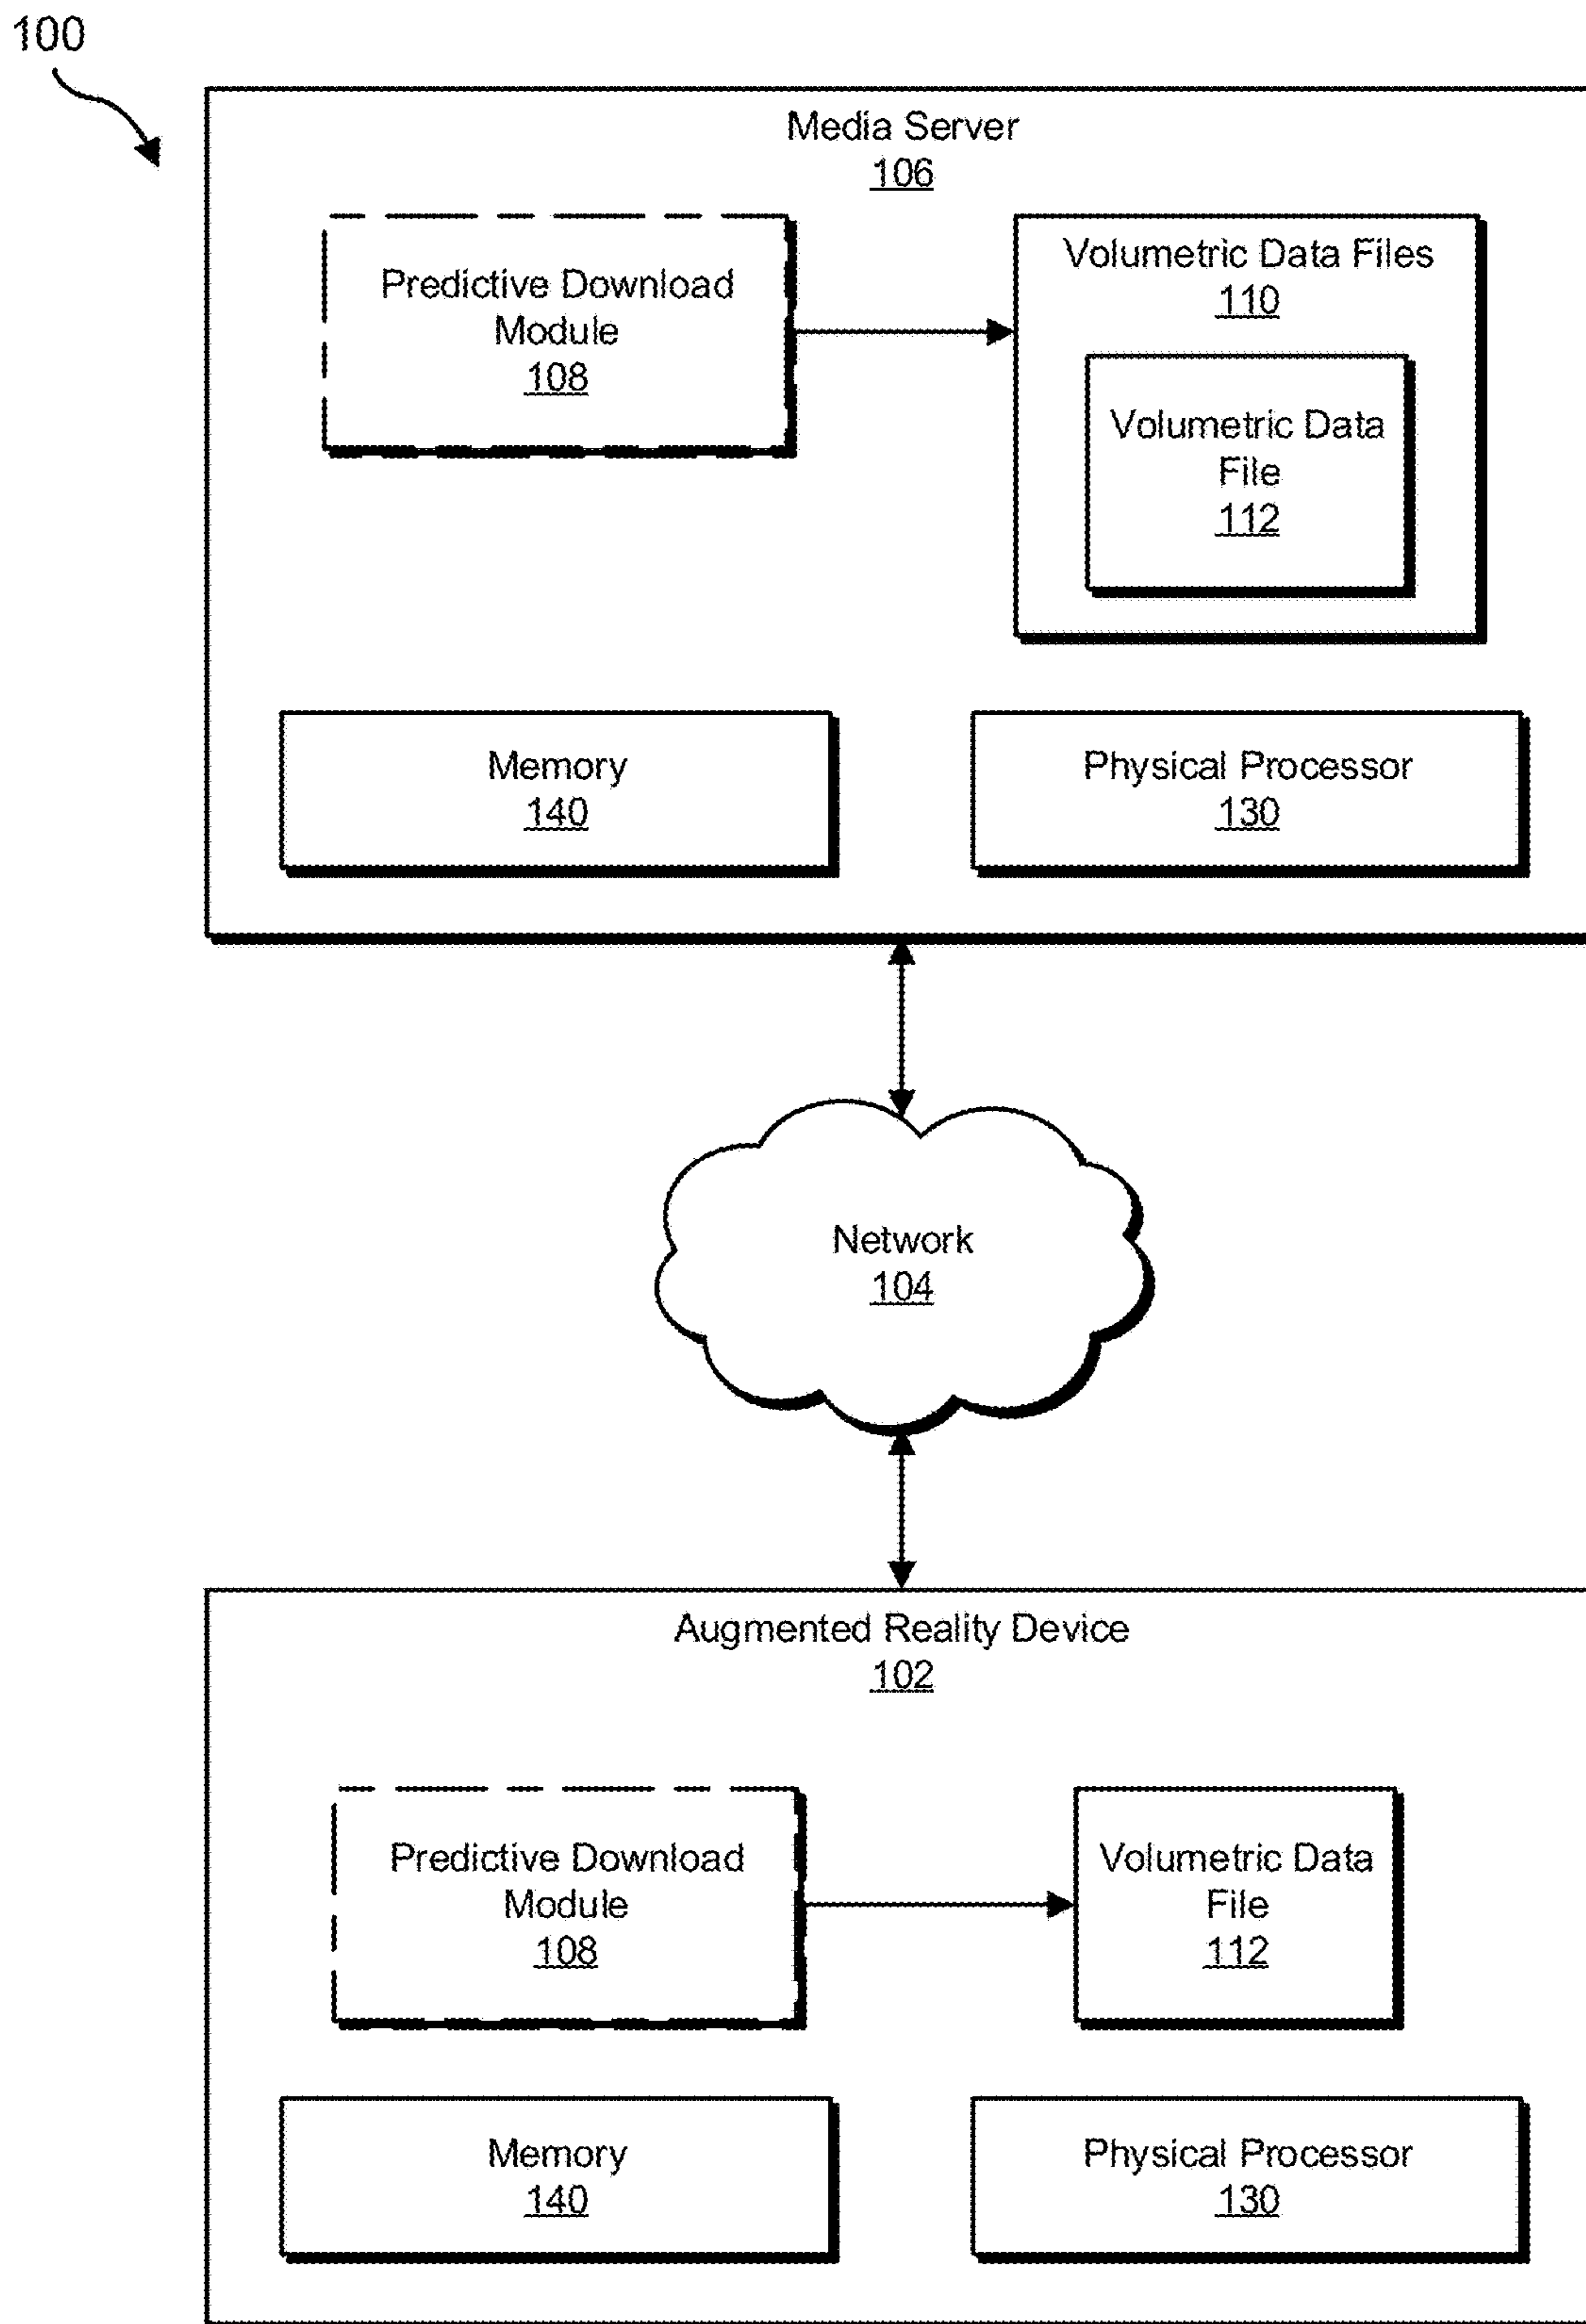 100
Media Server
106
Predictive Download
Module
108
Volumetric Data Files
110
Volumetric Data
File
112
Memory
140
Physical Processor
130
Network
104
Augmented Reality Device
102
Predictive Download
Module
108
Volumetric Data
File
112
Memory
140
Physical Processor
130